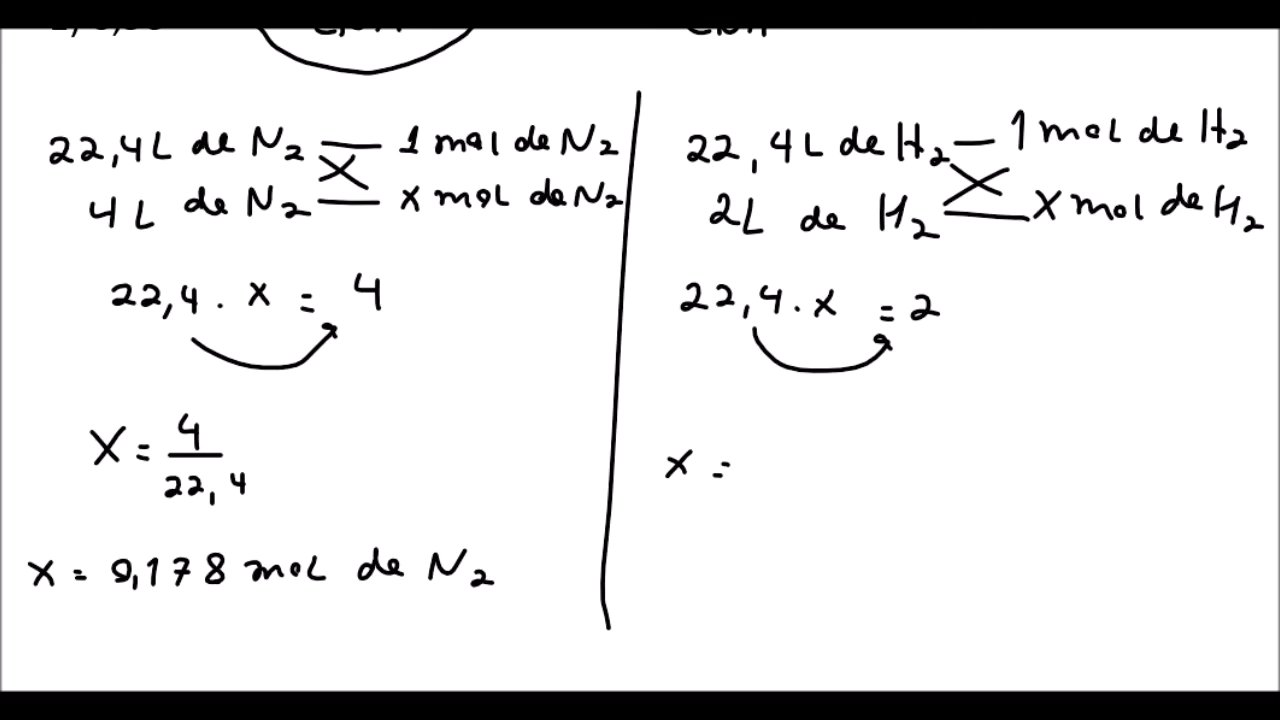 22,4L de N2 — 1 mol de N2
4L de N2 — x mol de N2
22,4 . x = 4
X = 4
22,4
x = 0,178 mol de N2
22,4L de H2 — 1 mol de H2
2L de H2 — X mol de H2
22,4 . x = 2
x =